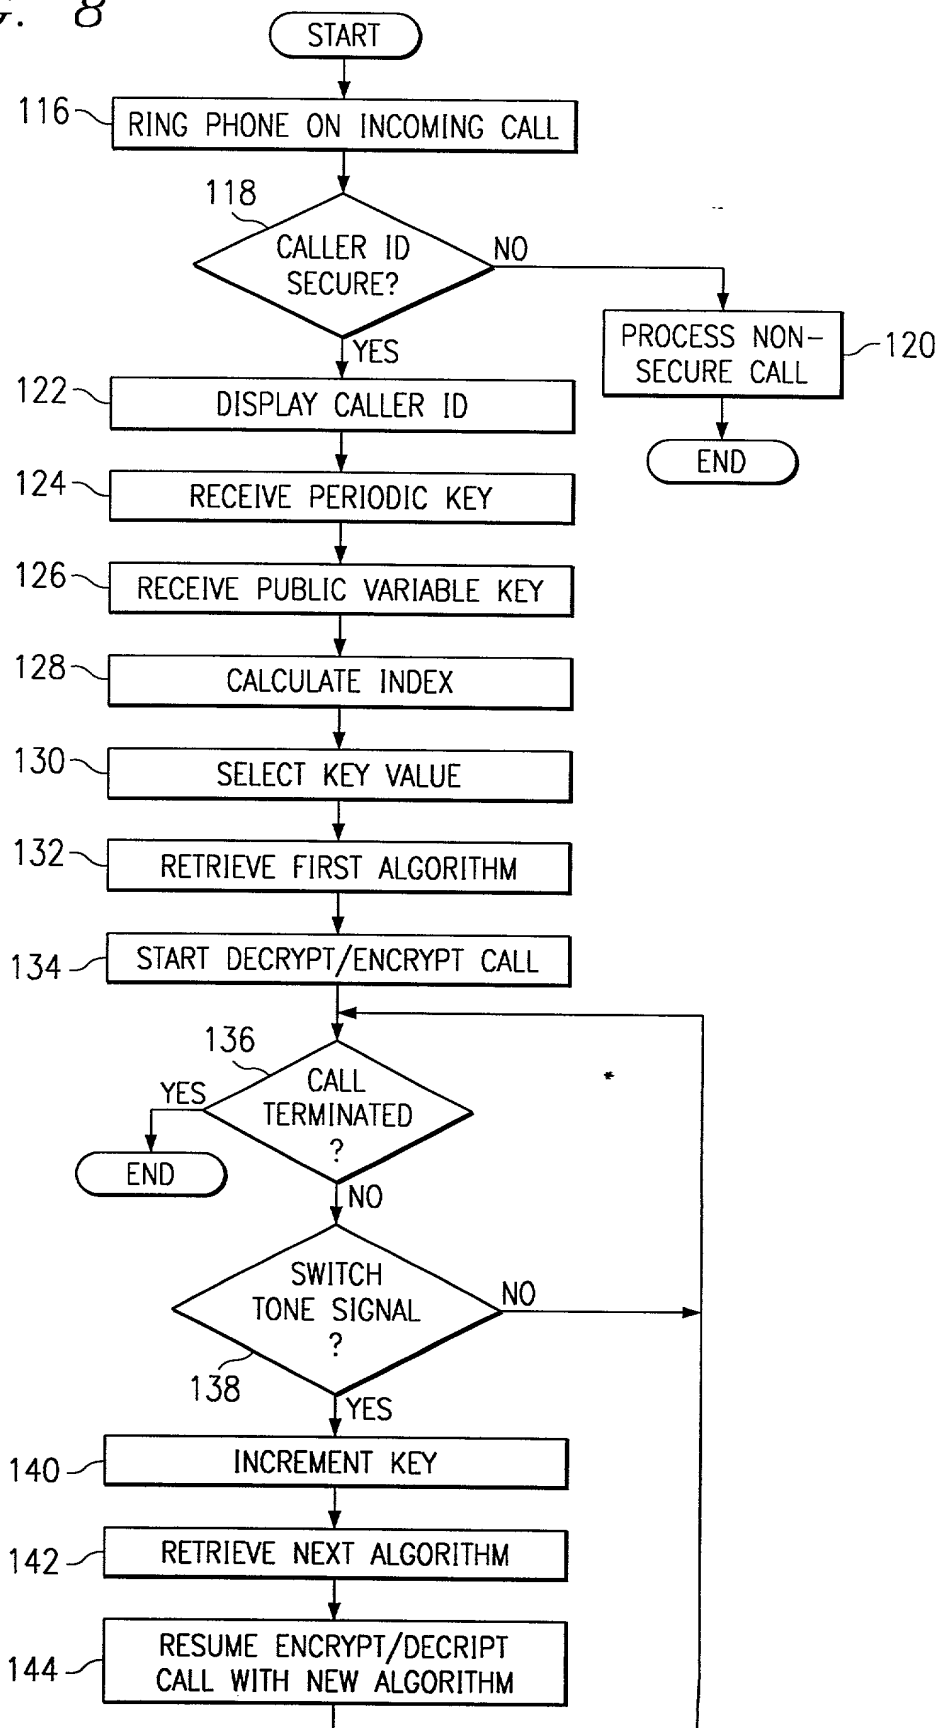 G. 8
START
116
RING PHONE ON INCOMING CALL
118
CALLER ID
SECURE?
NO
YES
PROCESS NON-
SECURE CALL
120
END
122
DISPLAY CALLER ID
124
RECEIVE PERIODIC KEY
126
RECEIVE PUBLIC VARIABLE KEY
128
CALCULATE INDEX
130
SELECT KEY VALUE
132
RETRIEVE FIRST ALGORITHM
134
START DECRYPT/ENCRYPT CALL
136
CALL
TERMINATED
?
YES
END
NO
SWITCH
TONE SIGNAL
?
NO
138
YES
140
INCREMENT KEY
142
RETRIEVE NEXT ALGORITHM
144
RESUME ENCRYPT/DECRIPT
CALL WITH NEW ALGORITHM